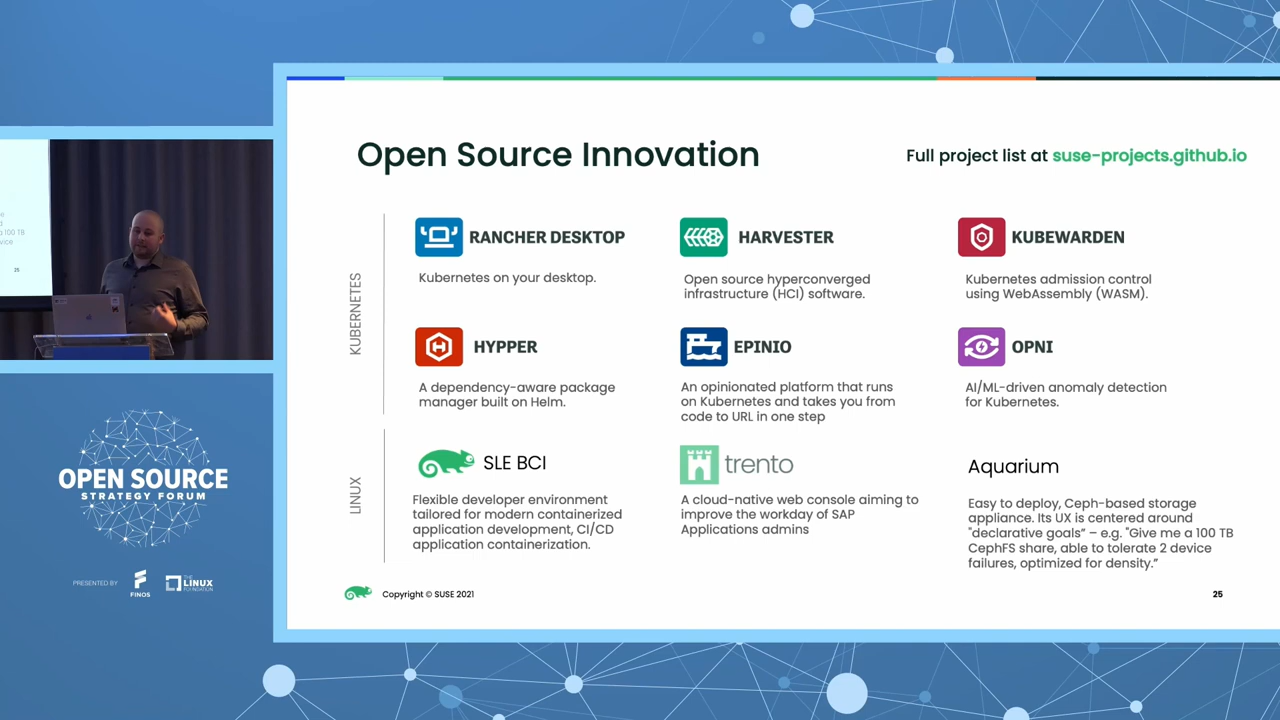 Open Source Innovation
Full project list at suse-projects.github.io
KUBERNETES
RANCHER DESKTOP
Kubernetes on your desktop.
HARVESTER
Open source hyperconverged
infrastructure (HCI) software.
KUBEWARDEN
Kubernetes admission control
using WebAssembly (WASM).
HYPPER
A dependency-aware package
manager built on Helm.
EPINIO
An opinionated platform that runs
on Kubernetes and takes you from
code to URL in one step
OPNI
AI/ML-driven anomaly detection
for Kubernetes.
LINUX
SLE BCI
Flexible developer environment
tailored for modern containerized
application development, CI/CD
application containerization.
trento
A cloud-native web console aiming to
improve the workday of SAP
Applications admins
Aquarium
Easy to deploy, Ceph-based storage
appliance. Its UX is centered around
"declarative goals” – e.g. "Give me a 100 TB
CephFS share, able to tolerate 2 device
failures, optimized for density.”
Copyright © SUSE 2021
25
100 TB
25
OPEN SOURCE
STRATEGY FORUM
PRESENTED BY
FINOS
THE
LINUX
FOUNDATION